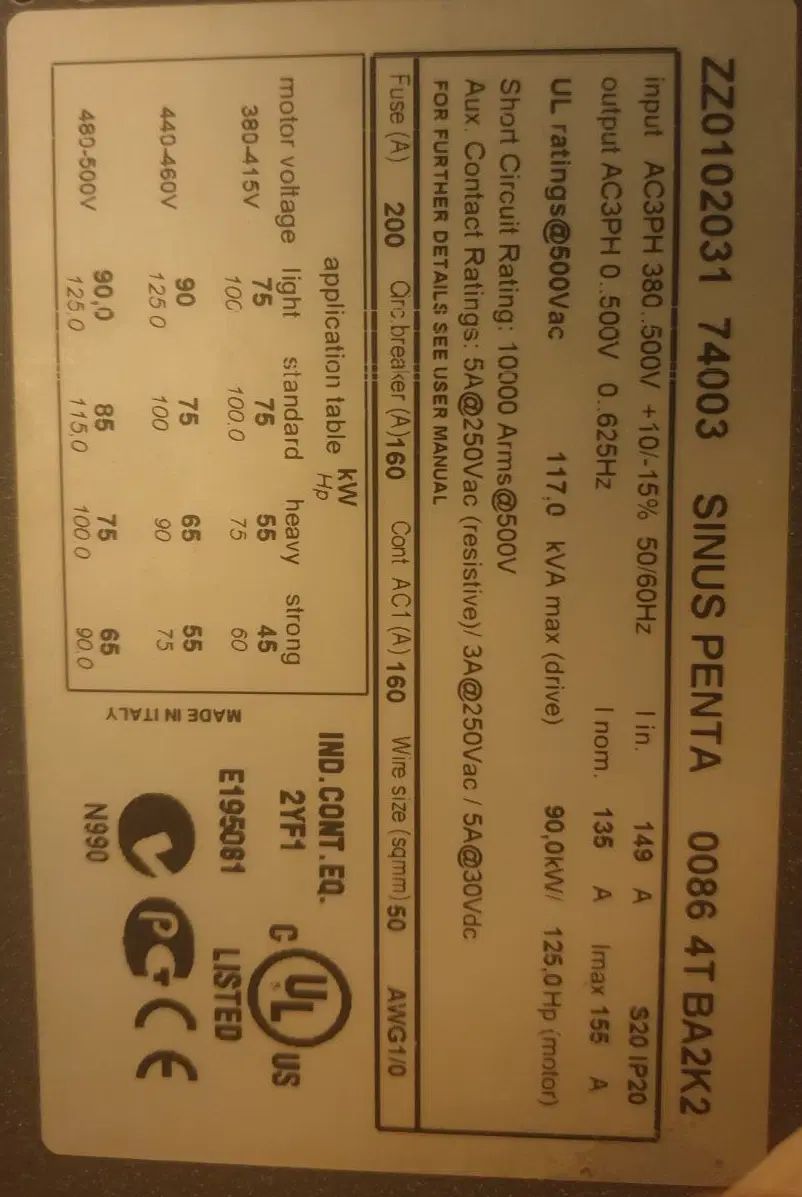 ZZ0102031 74003 SINUS PENTA 0086 4T BA2K2
input AC3PH 380..500V +10/-15% 50/60Hz I in. 149 A S20 IP20
output AC3PH 0..500V 0..625Hz I nom. 135 A Imax 155 A
UL ratings@500Vac 117,0 kVA max (drive) 90,0kW/ 125,0Hp (motor)
Short Circuit Rating: 10000 Arms@500V
Aux. Contact Ratings: 5A@250Vac (resistive)/ 3A@250Vac / 5A@30Vdc
FOR FURTHER DETAILS SEE USER MANUAL
Fuse (A) 200 Circ.breaker (A)160 Cont AC1 (A) 160 Wire size (sqmm) 50 AWG1/0
application table kW
Hp
motor voltage light standard heavy strong
380-415V 75 75 55 45
100 100.0 75 60
440-460V 90 75 65 55
125.0 100 90 75
480-500V 90,0 85 75 65
125.0 115,0 100.0 90.0
MADE IN ITALY
IND.CONT.EQ.
2YF1
E195081
C UL US
LISTED
N990
PCT CE